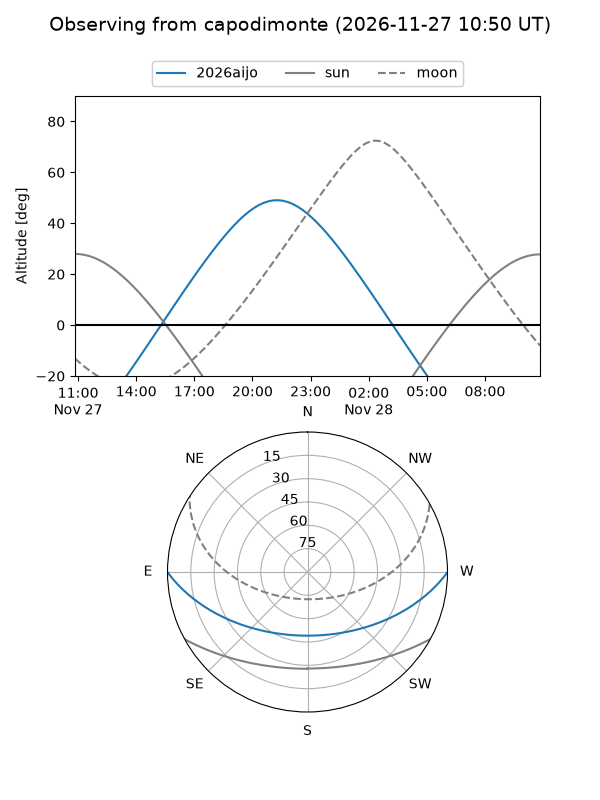 Observing from capodimonte (2026-11-27 10:50 UT)
2026aijo sun moon
Altitude [deg]
80
60
40
20
0
−20
11:00 14:00 17:00 20:00 23:00 02:00 05:00 08:00
Nov 27 Nov 28
N
NE NW
15
30
45
60
75
E W
SE SW
S